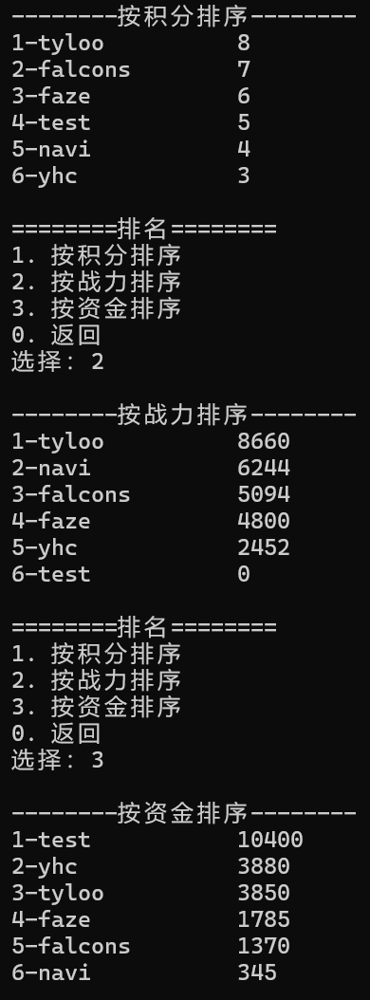 --------按积分排序--------
1-tyloo          8
2-falcons        7
3-faze           6
4-test           5
5-navi           4
6-yhc            3
========排名========
1. 按积分排序
2. 按战力排序
3. 按资金排序
0. 返回
选择: 2
--------按战力排序--------
1-tyloo          8660
2-navi           6244
3-falcons        5094
4-faze           4800
5-yhc            2452
6-test           0
========排名========
1. 按积分排序
2. 按战力排序
3. 按资金排序
0. 返回
选择: 3
--------按资金排序--------
1-test           10400
2-yhc            3880
3-tyloo          3850
4-faze           1785
5-falcons        1370
6-navi           345